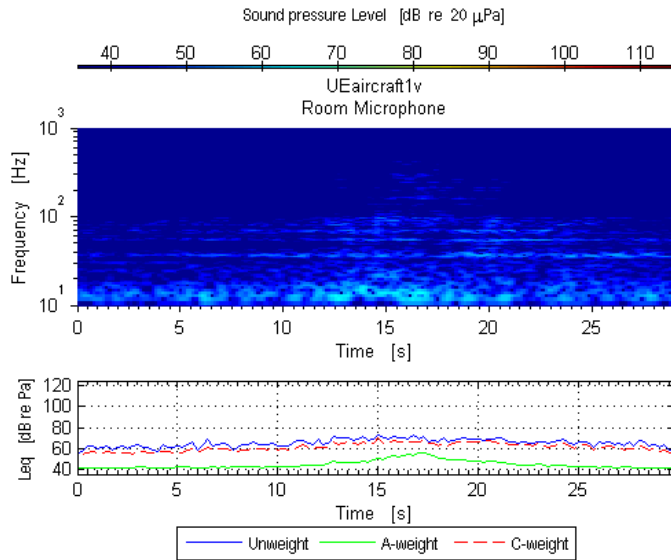 Sound pressure Level [dB re 20 μPa]
40 50 60 70 80 90 100 110
UEaircraft1v
Room Microphone
Frequency [Hz]
10^3
10^2
10^1
0 5 10 15 20 25
Time [s]
Leq [dB re Pa]
120
100
80
60
40
0 5 10 15 20 25
Time [s]
Unweight A-weight C-weight